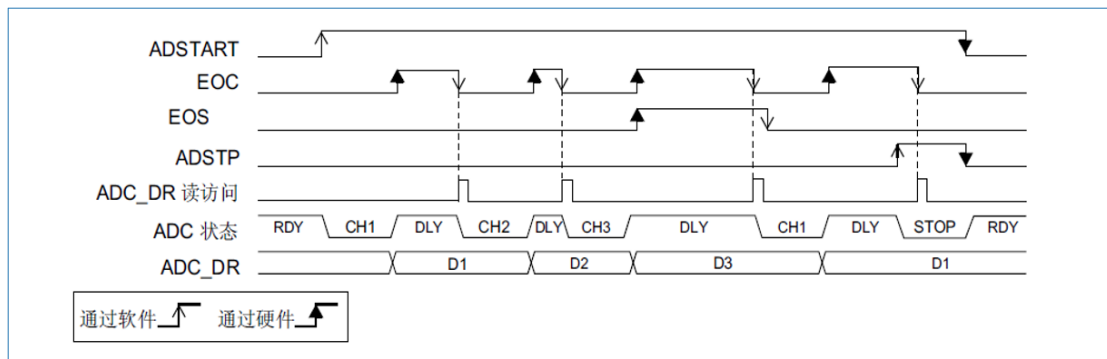 ADSTART
EOC
EOS
ADSTP
ADC_DR 读访问
ADC 状态 RDY CH1 DLY CH2 DLY CH3 DLY CH1 DLY STOP RDY
ADC_DR D1 D2 D3 D1
通过软件 通过硬件